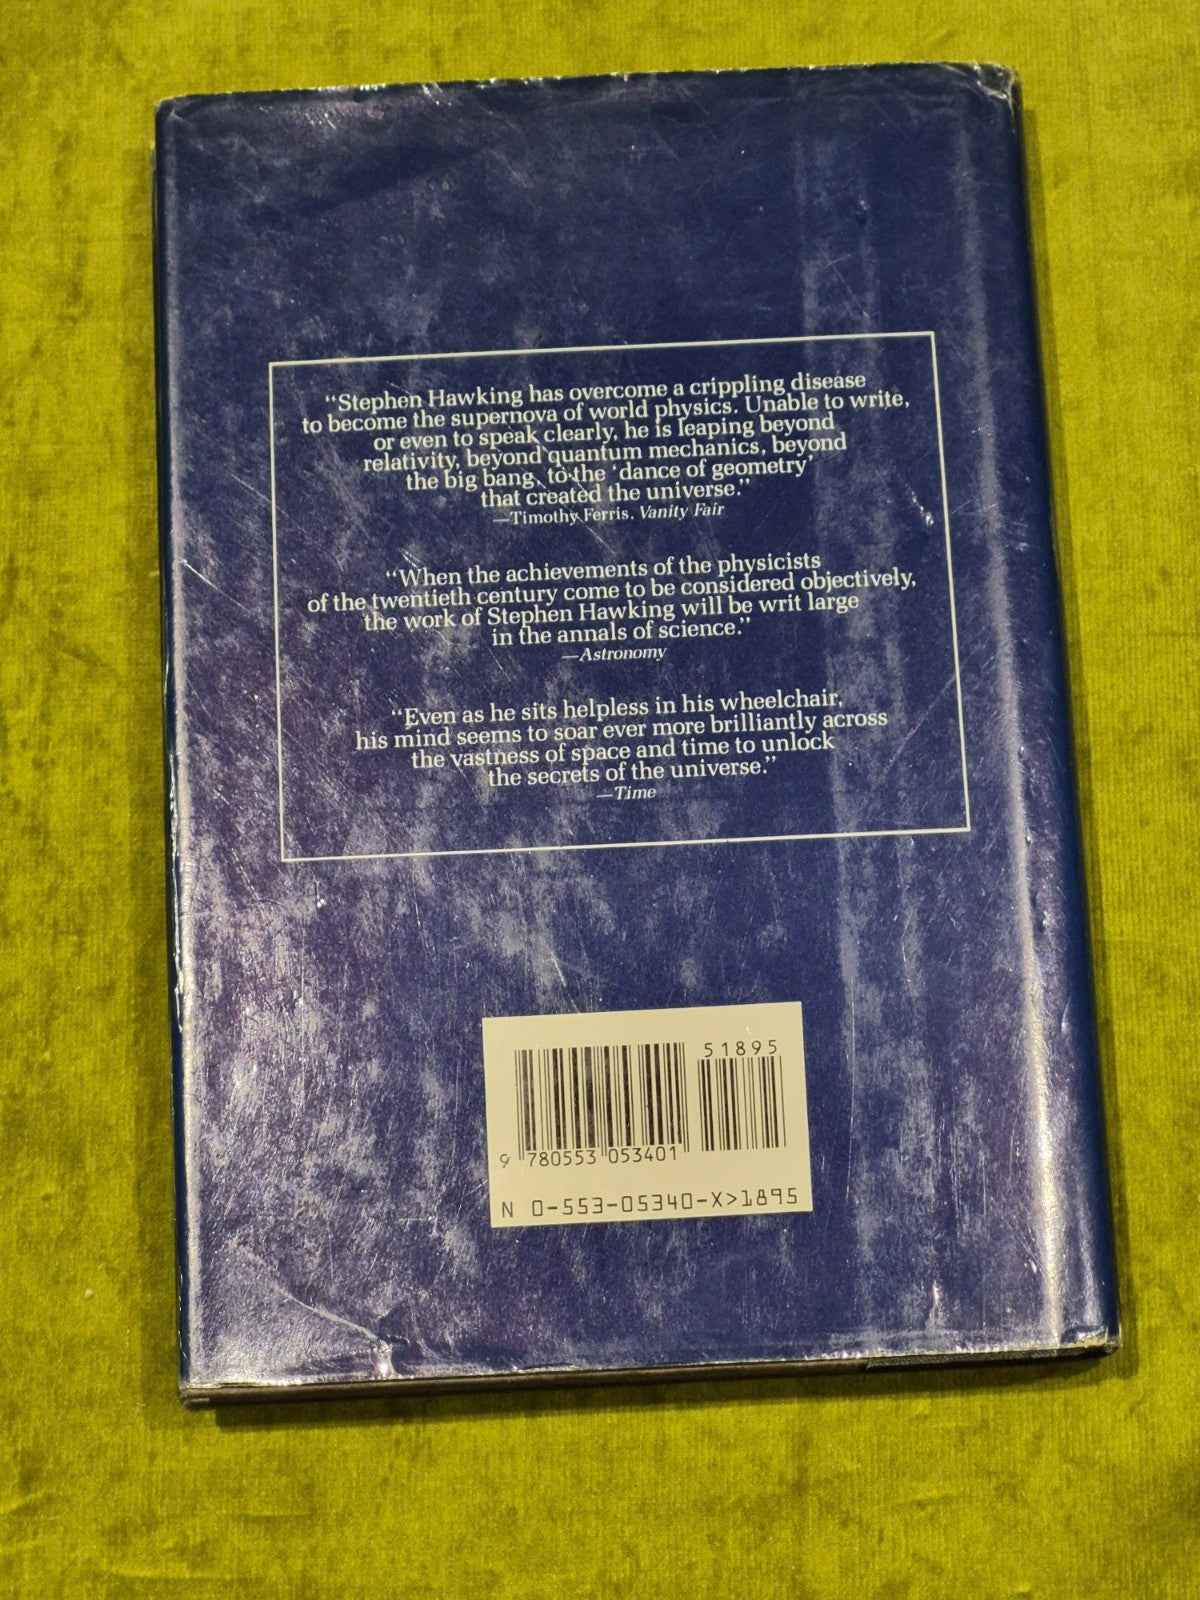 “Stephen Hawking has overcome a crippling disease
to become the supernova of world physics. Unable to write,
or even to speak clearly, he is leaping beyond
relativity, beyond quantum mechanics, beyond
the big bang, to the ‘dance of geometry’
that created the universe.”
—Timothy Ferris, Vanity Fair
“When the achievements of the physicists
of the twentieth century come to be considered objectively,
the work of Stephen Hawking will be writ large
in the annals of science.”
—Astronomy
“Even as he sits helpless in his wheelchair,
his mind seems to soar ever more brilliantly across
the vastness of space and time to unlock
the secrets of the universe.”
—Time
51895
9 780553 053401
N 0-553-05340-X>1895